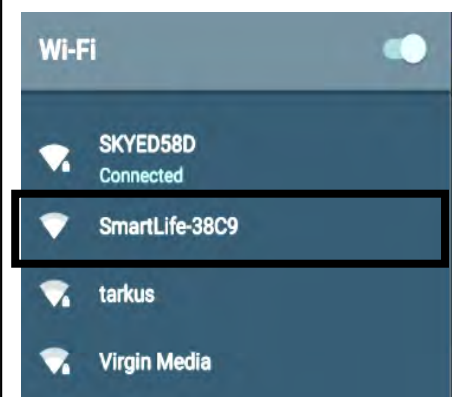 Wi-Fi
SKYED58D
Connected
SmartLife-38C9
tarkus
Virgin Media